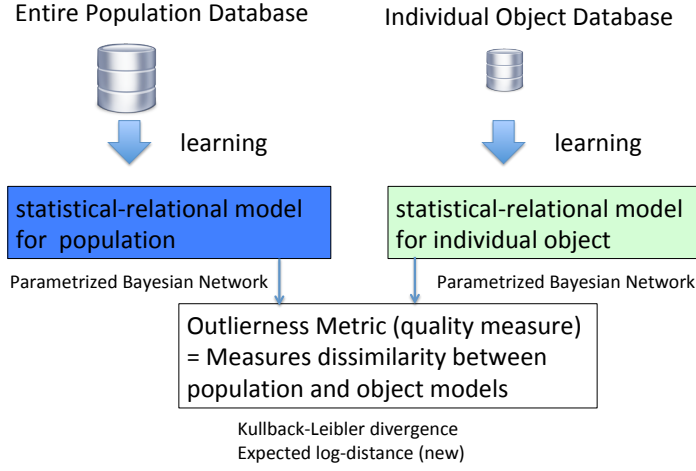 Entire Population Database
Individual Object Database
learning
learning
statistical-relational model
for population
statistical-relational model
for individual object
Parametrized Bayesian Network
Parametrized Bayesian Network
Outlierness Metric (quality measure)
= Measures dissimilarity between
population and object models
Kullback-Leibler divergence
Expected log-distance (new)